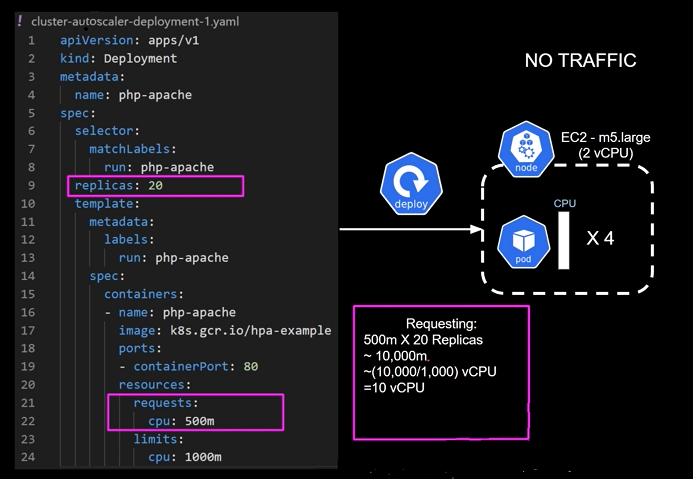 ! cluster-autoscaler-deployment-1.yaml
1 apiVersion: apps/v1
2 kind: Deployment
3 metadata:
4 name: php-apache
5 spec:
6 selector:
7 matchLabels:
8 run: php-apache
9 replicas: 20
10 template:
11 metadata:
12 labels:
13 run: php-apache
14 spec:
15 containers:
16 - name: php-apache
17 image: k8s.gcr.io/hpa-example
18 ports:
19 - containerPort: 80
20 resources:
21 requests:
22 cpu: 500m
23 limits:
24 cpu: 1000m
NO TRAFFIC
EC2 - m5.large
(2 vCPU)
node
deploy
CPU
pod
X 4
Requesting:
500m X 20 Replicas
~ 10,000m.
~(10,000/1,000) vCPU
=10 vCPU